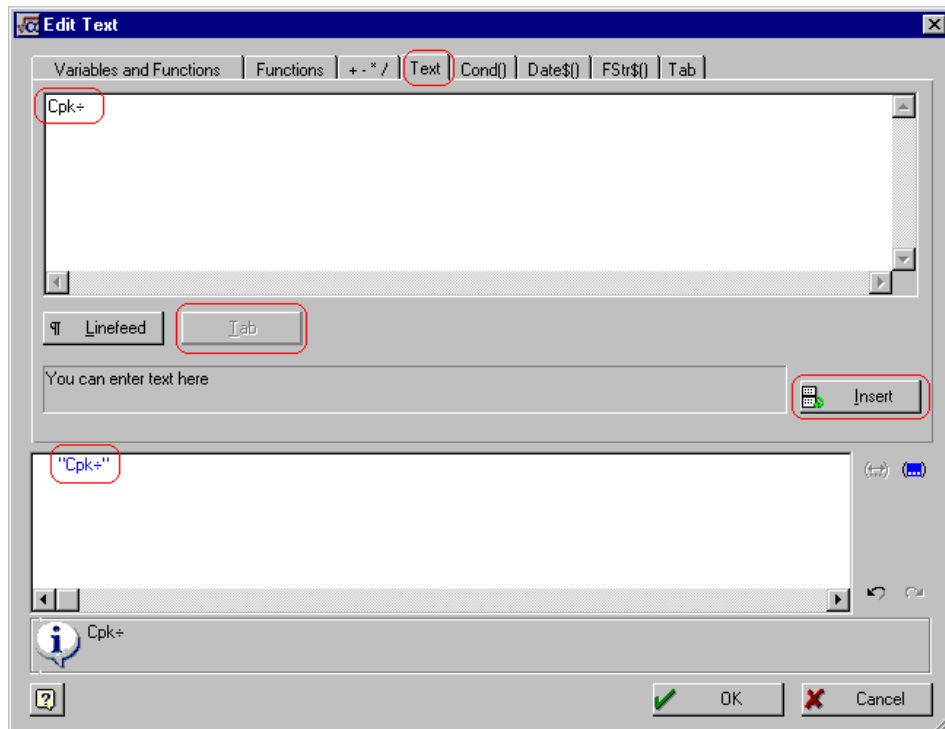 Edit Text
Variables and Functions Functions + - * / Text Cond() Date$() FStr$() Tab
Cpk÷
¶ Linefeed Tab
You can enter text here
Insert
"Cpk÷"
Cpk÷
OK Cancel